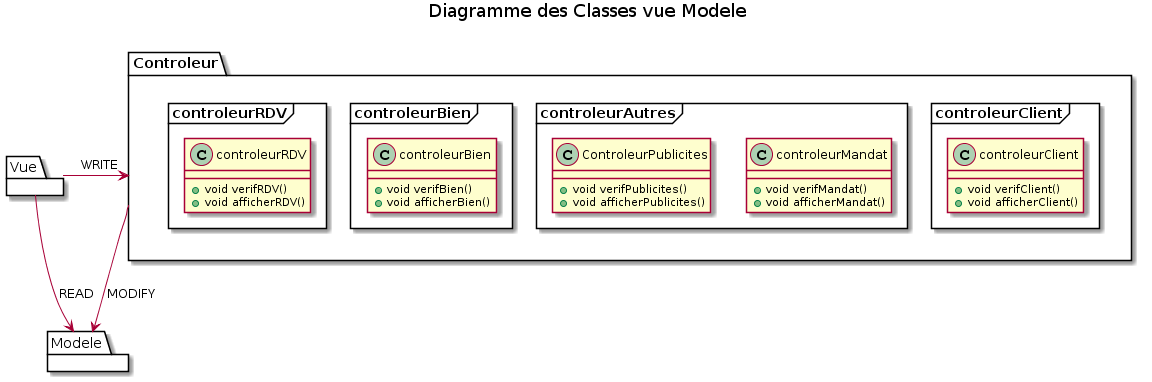 Diagramme des Classes vue Modele
Controleur
controleurRDV
C controleurRDV
void verifRDV()
void afficherRDV()
controleurBien
C controleurBien
void verifBien()
void afficherBien()
controleurAutres
C ControleurPublicites
void verifPublicites()
void afficherPublicites()
C controleurMandat
void verifMandat()
void afficherMandat()
controleurClient
C controleurClient
void verifClient()
void afficherClient()
Vue
WRITE
READ
MODIFY
Modele